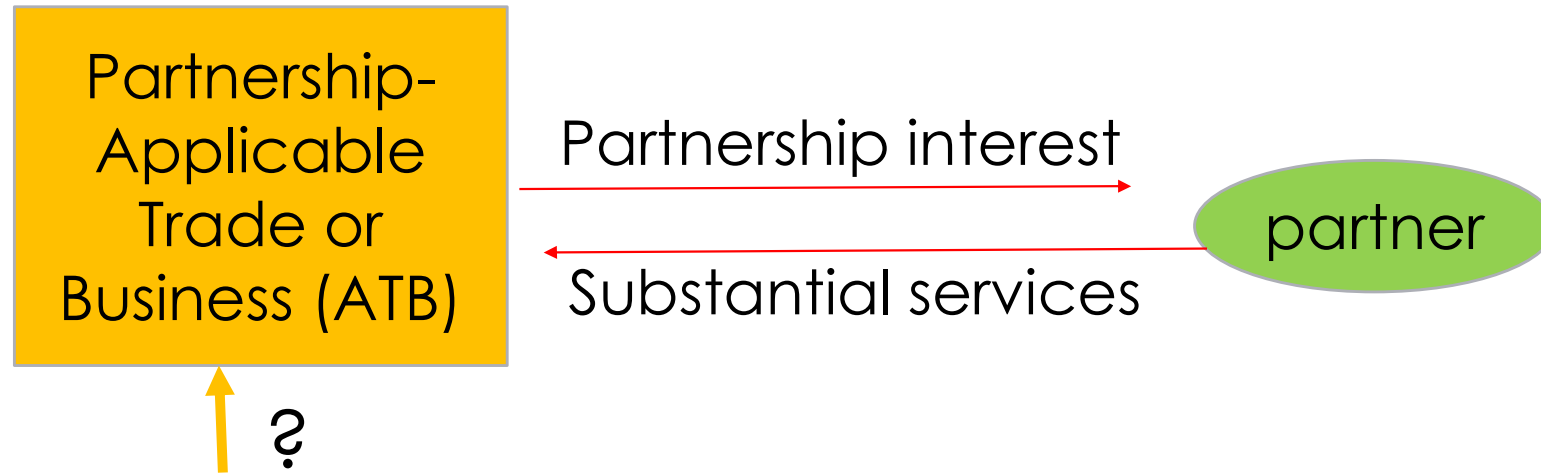 Partnership-
Applicable
Trade or
Business (ATB)
Partnership interest
Substantial services
partner
?